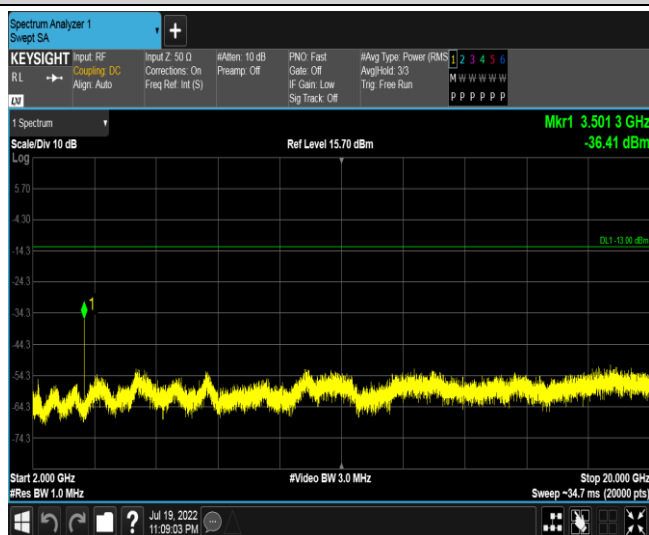 Spectrum Analyzer 1
Swept SA
+
KEYSIGHT
RL
LXI
Input: RF
Coupling: DC
Align: Auto
Input Z: 50 Ω
Corrections: On
Freq Ref: Int (S)
#Atten: 10 dB
Preamp: Off
PNO: Fast
Gate: Off
IF Gain: Low
Sig Track: Off
#Avg Type: Power (RMS
Avg|Hold: 3/3
Trig: Free Run
1 2 3 4 5 6
M W W W W W
P P P P P P
1 Spectrum
Scale/Div 10 dB
Log
Ref Level 15.70 dBm
Mkr1 3.501 3 GHz
-36.41 dBm
5.70
-4.30
DL1 -13.00 dBm
-14.3
-24.3
1
-34.3
-44.3
-54.3
-64.3
-74.3
Start 2.000 GHz
#Res BW 1.0 MHz
#Video BW 3.0 MHz
Stop 20.000 GHz
Sweep ~34.7 ms (20000 pts)
?
Jul 19, 2022
11:09:03 PM